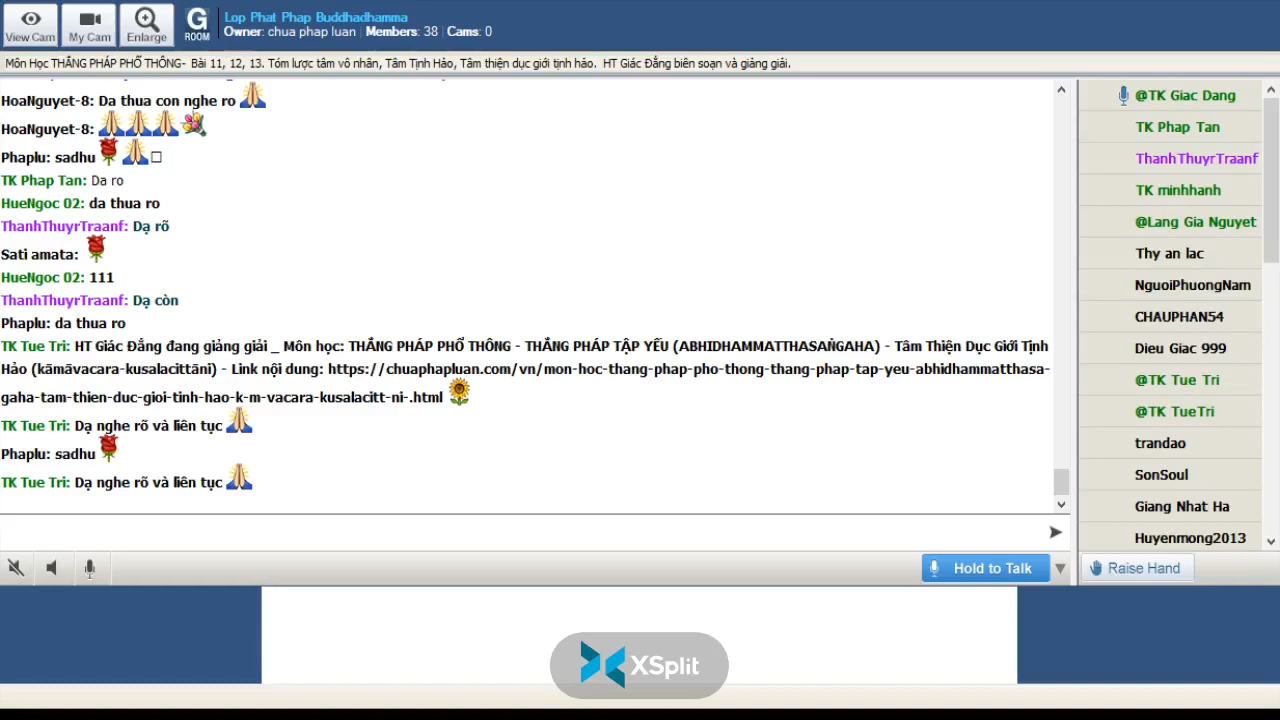 View Cam
My Cam
Enlarge
G
ROOM
Lop Phat Phap Buddhadhamma
Owner: chua phap luan Members: 38 Cams: 0
Môn Học THẮNG PHÁP PHỔ THÔNG- Bài 11, 12, 13. Tóm lược tâm vô nhân, Tâm Tịnh Hảo, Tâm thiện dục giới tịnh hảo. HT Giác Đẳng biên soạn và giảng giải.
HoaNguyet-8: Da thua con nghe ro
HoaNguyet-8:
Phaplu: sadhu
TK Phap Tan: Da ro
HueNgoc 02: da thua ro
ThanhThuyrTraanf: Dạ rõ
Sati amata:
HueNgoc 02: 111
ThanhThuyrTraanf: Dạ còn
Phaplu: da thua ro
TK Tue Tri: HT Giác Đẳng đang giảng giải _ Môn học: THẮNG PHÁP PHỔ THÔNG - THẮNG PHÁP TẬP YẾU (ABHIDHAMMATTHASAṄGAHA) - Tâm Thiện Dục Giới Tịnh
Hảo (kāmāvacara-kusalacittāni) - Link nội dung: https://chuaphapluan.com/vn/mon-hoc-thang-phap-pho-thong-thang-phap-tap-yeu-abhidhammatthasa-
gaha-tam-thien-duc-gioi-tinh-hao-k-m-vacara-kusalacitt-ni-.html
TK Tue Tri: Dạ nghe rõ và liên tục
Phaplu: sadhu
TK Tue Tri: Dạ nghe rõ và liên tục
@TK Giac Dang
TK Phap Tan
ThanhThuyrTraanf
TK minhhanh
@Lang Gia Nguyet
Thy an lac
NguoiPhuongNam
CHAUPHAN54
Dieu Giac 999
@TK Tue Tri
@TK TueTri
trandao
SonSoul
Giang Nhat Ha
Huyenmong2013
Hold to Talk
Raise Hand
XSplit